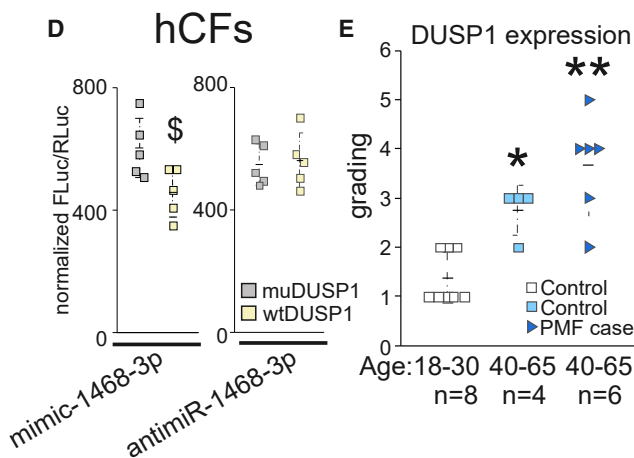 D
hCFs
normalized FLuc/RLuc
800
400
0
$
mimic-1468-3p
800
400
0
muDUSP1
wtDUSP1
antimiR-1468-3p
E
DUSP1 expression
grading
6
5
4
3
2
1
0
*
**
Control
Control
PMF case
Age: 18-30 40-65 40-65
n=8 n=4 n=6